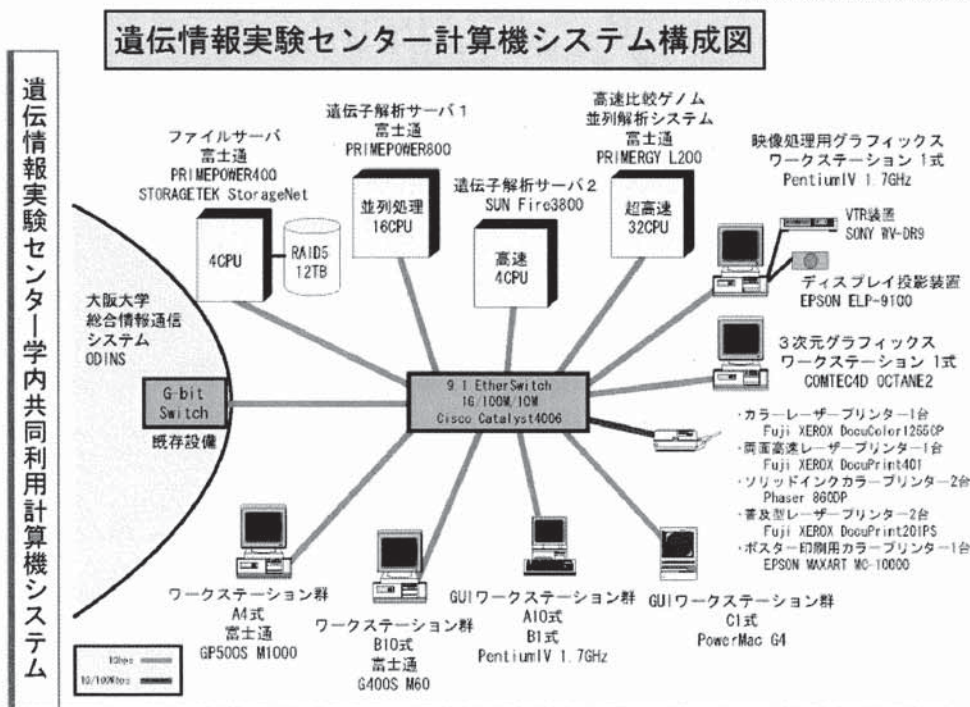 遺伝情報実験センター計算機システム構成図
遺伝情報実験センター学内共同利用計算機システム
ファイルサーバ
富士通
PRIMEPOWER400
STORAGETEK StorageNet
4CPU
RAID5
12TB
遺伝子解析サーバ1
富士通
PRIMEPOWER800
並列処理
16CPU
遺伝子解析サーバ2
SUN Fire3800
高速
4CPU
高速比較ゲノム
並列解析システム
富士通
PRIMERGY L200
超高速
32CPU
映像処理用グラフィックス
ワークステーション 1式
PentiumIV 1.7GHz
VTR装置
SONY WV-DR9
ディスプレイ投影装置
EPSON ELP-9100
3次元グラフィックス
ワークステーション 1式
COMTEC4D OCTANE2
大阪大学
総合情報通信
システム
ODINS
G-bit
Switch
既存設備
9.1 EtherSwitch
1G/100M/10M
Cisco Catalyst4006
・カラーレーザープリンター1台
Fuji XEROX DocuColor1255CP
・両面高速レーザープリンター1台
Fuji XEROX DocuPrint401
・ソリッドインクカラープリンター2台
Phaser 860DP
・普及型レーザープリンター2台
Fuji XEROX DocuPrint201PS
・ポスター印刷用カラープリンター1台
EPSON MAXART MC-10000
ワークステーション群
A4式
富士通
GP500S M1000
ワークステーション群
B10式
富士通
G400S M60
GUIワークステーション群
A10式
B1式
PentiumIV 1.7GHz
GUIワークステーション群
C1式
PowerMac G4
1Gbps
10/100Mbps